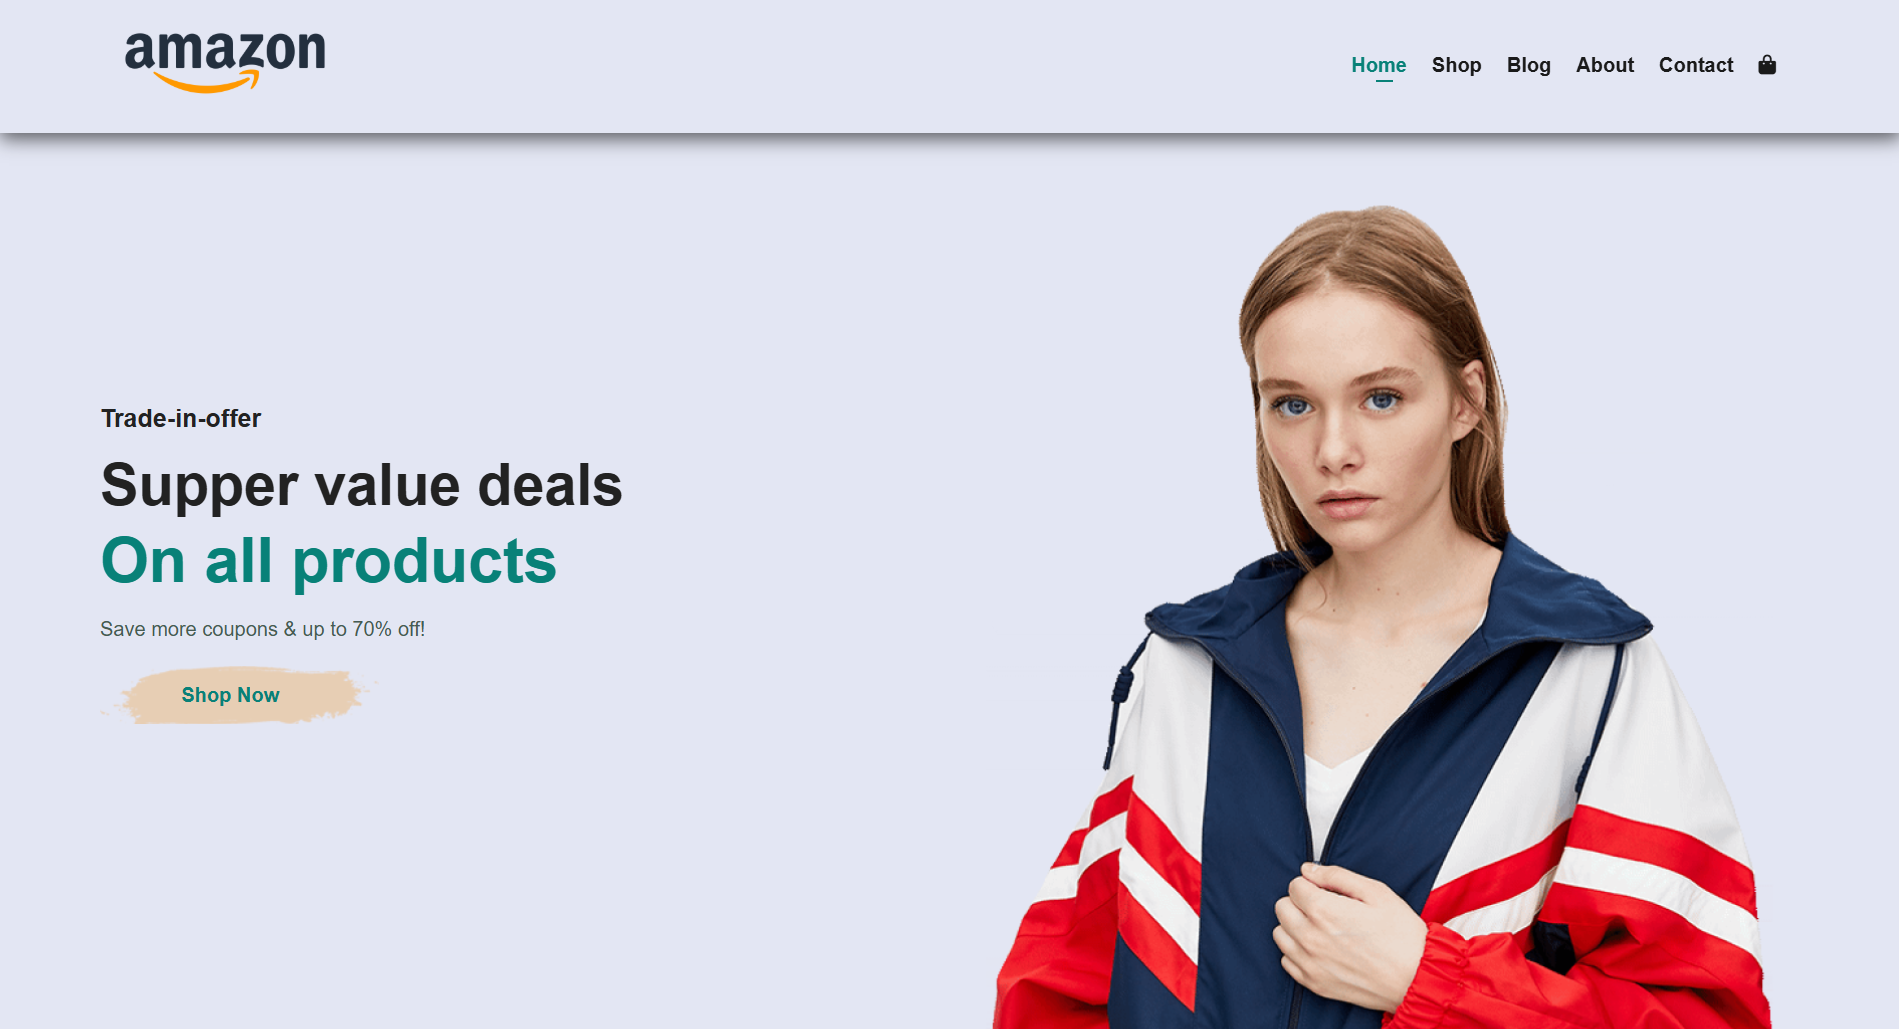 amazon
Home Shop Blog About Contact
Trade-in-offer
Supper value deals
On all products
Save more coupons & up to 70% off!
Shop Now